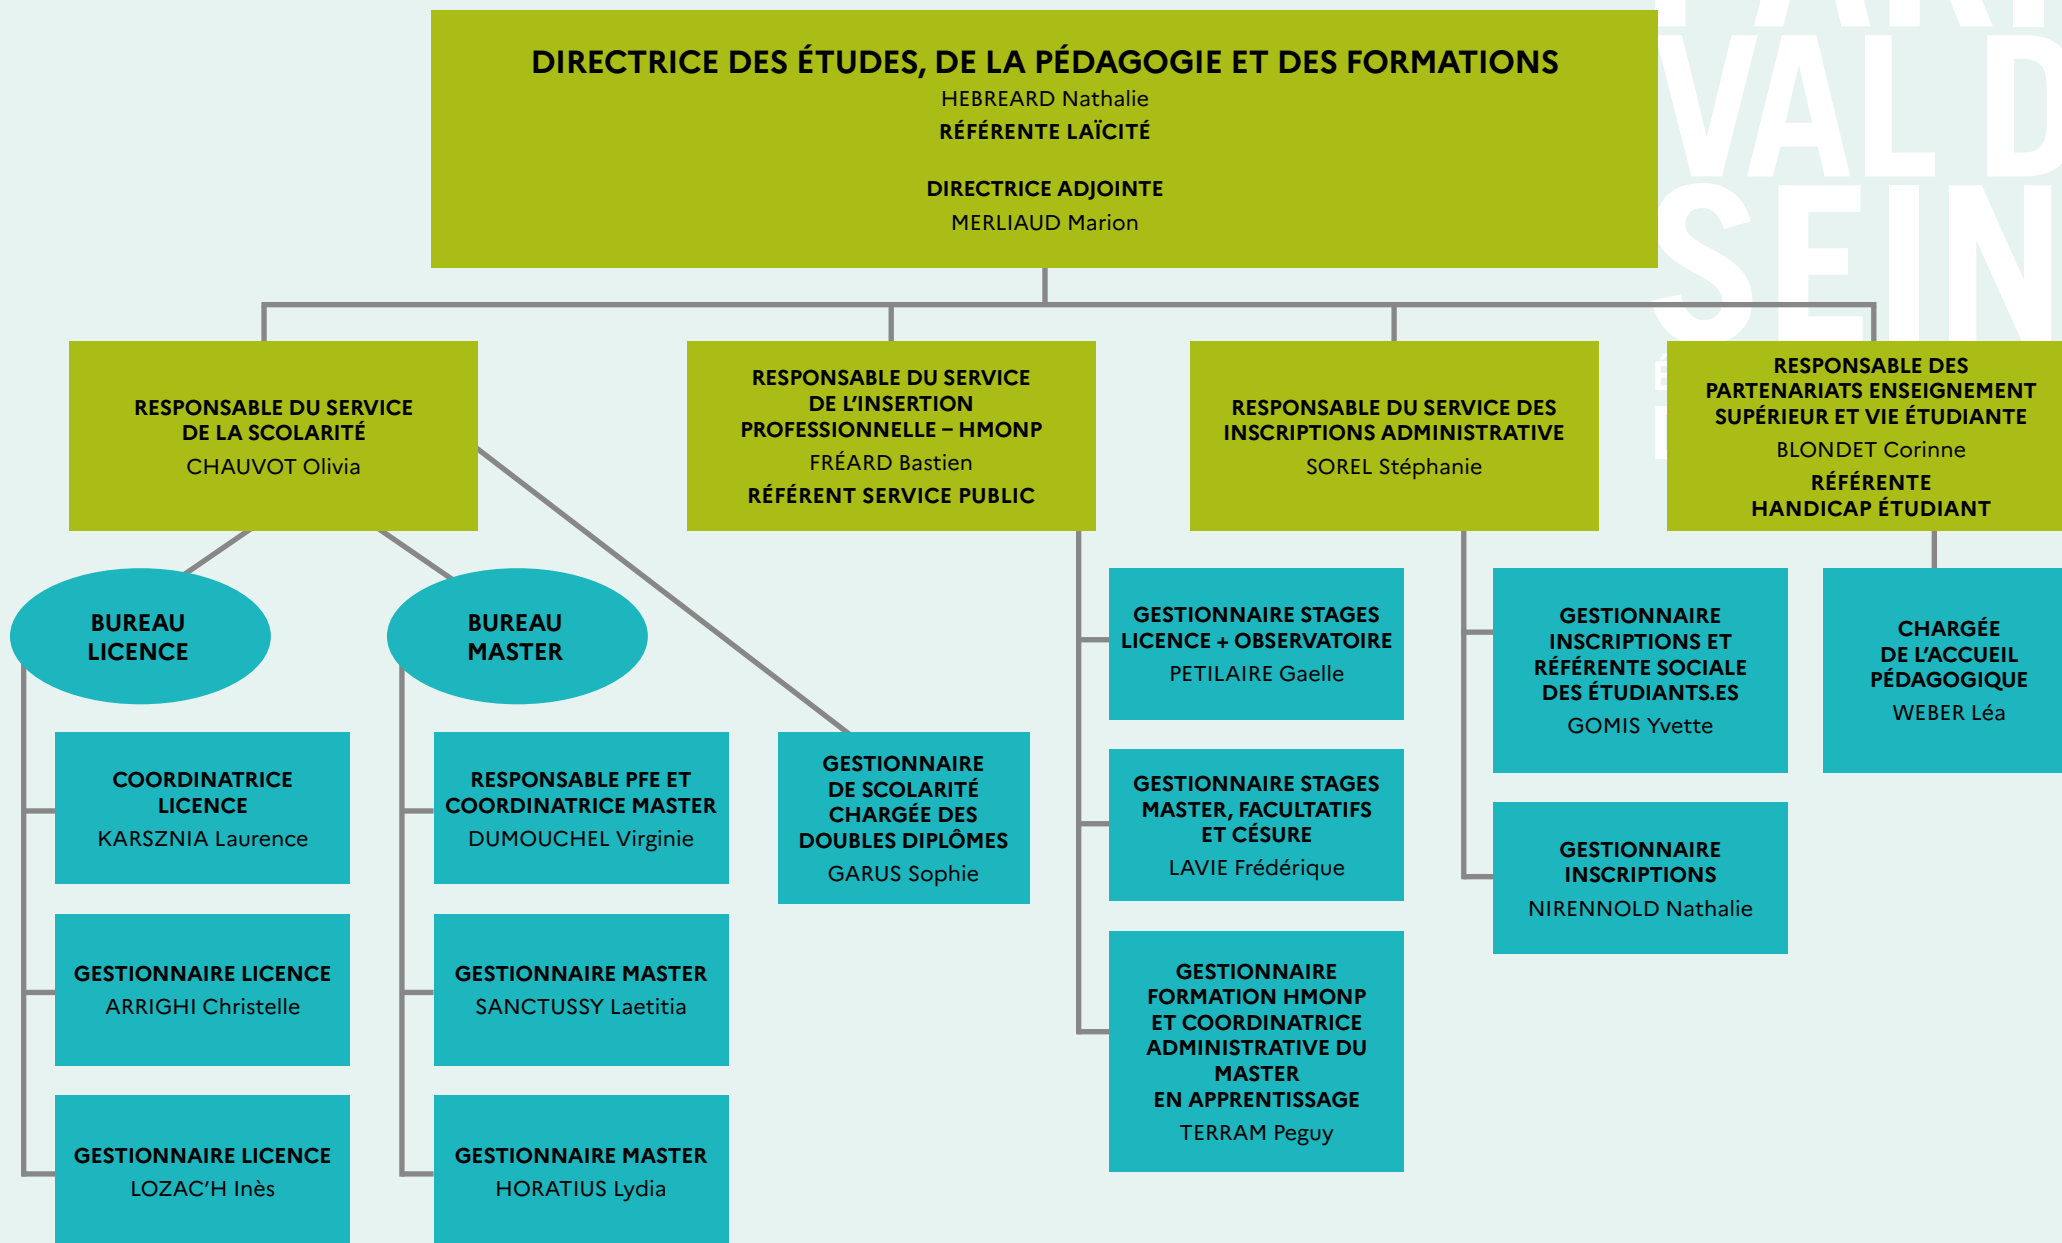 VAL D
SEIN
DIRECTRICE DES ÉTUDES, DE LA PÉDAGOGIE ET DES FORMATIONS
HEBREARD Nathalie
RÉFÉRENTE LAÏCITÉ
DIRECTRICE ADJOINTE
MERLIAUD Marion
RESPONSABLE DU SERVICE
DE LA SCOLARITÉ
CHAUVOT Olivia
RESPONSABLE DU SERVICE
DE L'INSERTION
PROFESSIONNELLE – HMONP
FRÉARD Bastien
RÉFÉRENT SERVICE PUBLIC
RESPONSABLE DU SERVICE DES
INSCRIPTIONS ADMINISTRATIVE
SOREL Stéphanie
RESPONSABLE DES
PARTENARIATS ENSEIGNEMENT
SUPÉRIEUR ET VIE ÉTUDIANTE
BLONDET Corinne
RÉFÉRENTE
HANDICAP ÉTUDIANT
BUREAU
LICENCE
COORDINATRICE
LICENCE
KARSZNIA Laurence
GESTIONNAIRE LICENCE
ARRIGHI Christelle
GESTIONNAIRE LICENCE
LOZAC'H Inès
BUREAU
MASTER
RESPONSABLE PFE ET
COORDINATRICE MASTER
DUMOUCHEL Virginie
GESTIONNAIRE MASTER
SANCTUSSY Laetitia
GESTIONNAIRE MASTER
HORATIUS Lydia
GESTIONNAIRE
DE SCOLARITÉ
CHARGÉE DES
DOUBLES DIPLÔMES
GARUS Sophie
GESTIONNAIRE STAGES
LICENCE + OBSERVATOIRE
PETILAIRE Gaelle
GESTIONNAIRE STAGES
MASTER, FACULTATIFS
ET CÉSURE
LAVIE Frédérique
GESTIONNAIRE
FORMATION HMONP
ET COORDINATRICE
ADMINISTRATIVE DU
MASTER
EN APPRENTISSAGE
TERRAM Peguy
GESTIONNAIRE
INSCRIPTIONS ET
RÉFÉRENTE SOCIALE
DES ÉTUDIANTS.ES
GOMIS Yvette
GESTIONNAIRE
INSCRIPTIONS
NIRENNOLD Nathalie
CHARGÉE
DE L'ACCUEIL
PÉDAGOGIQUE
WEBER Léa